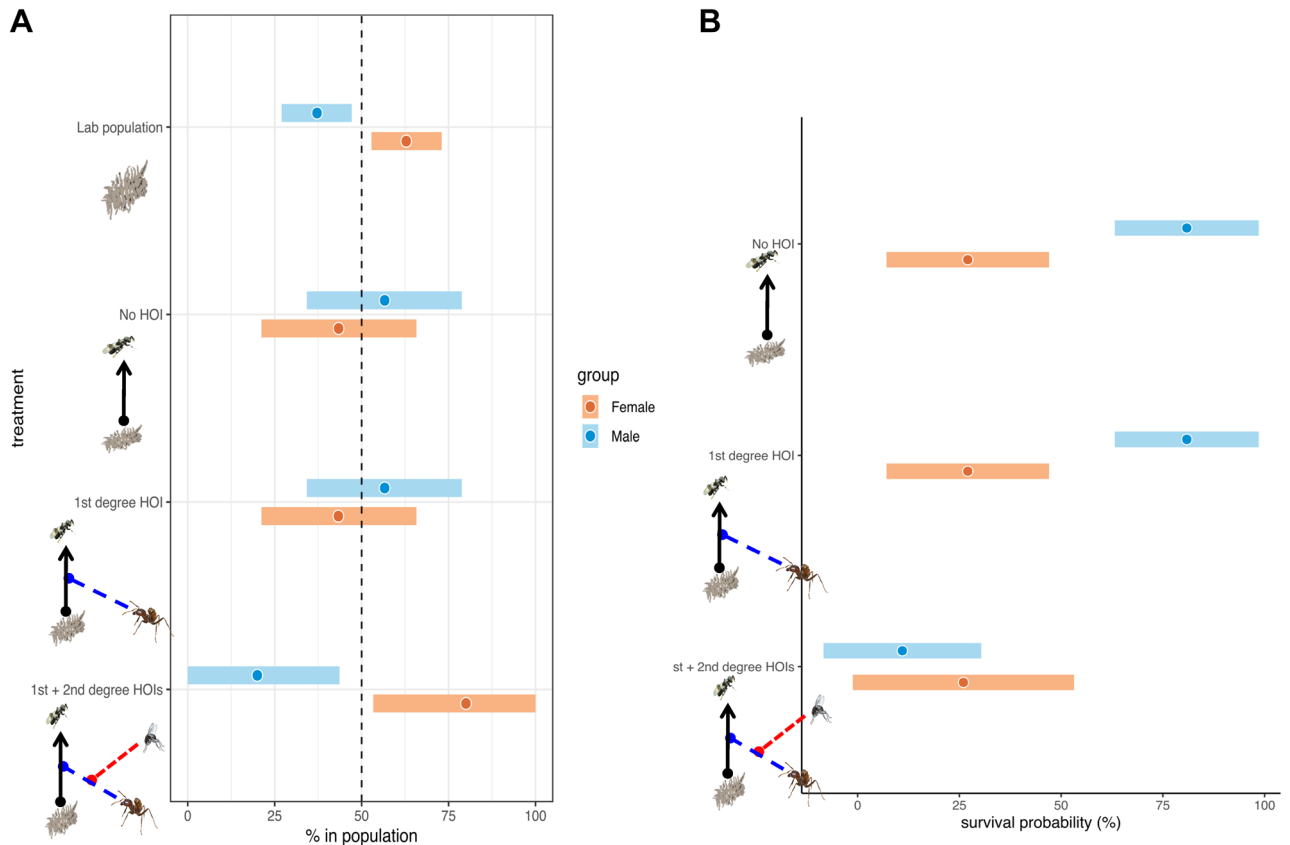 A
Lab population
No HOI
1st degree HOI
1st + 2nd degree HOIs
treatment
0 25 50 75 100
% in population
group
Female
Male
B
No HOI
1st degree HOI
st + 2nd degree HOIs
0 25 50 75 100
survival probability (%)